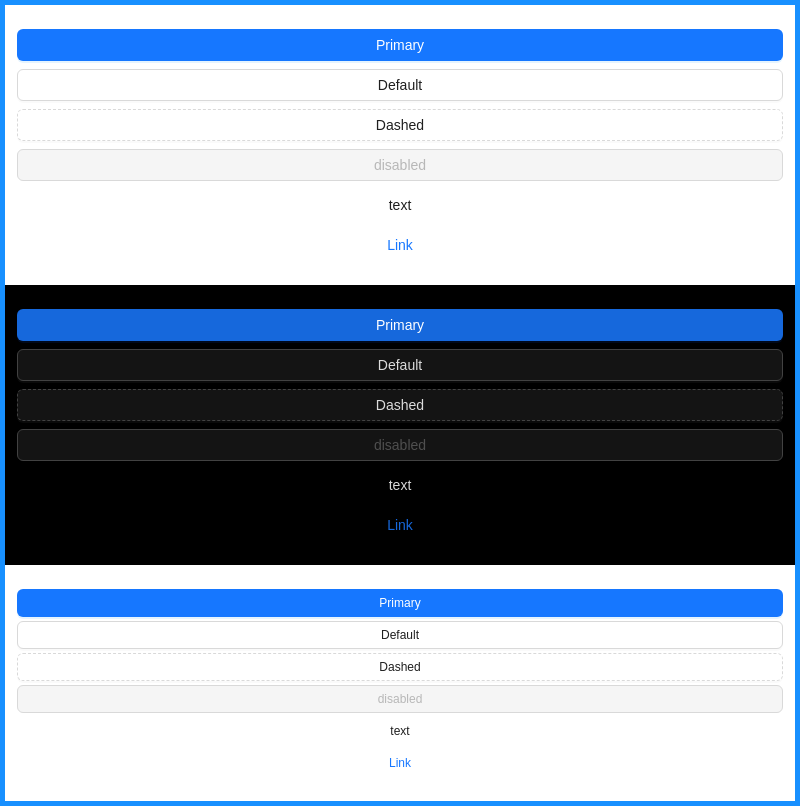 Primary
Default
Dashed
disabled
text
Link
Primary
Default
Dashed
disabled
text
Link
Primary
Default
Dashed
disabled
text
Link